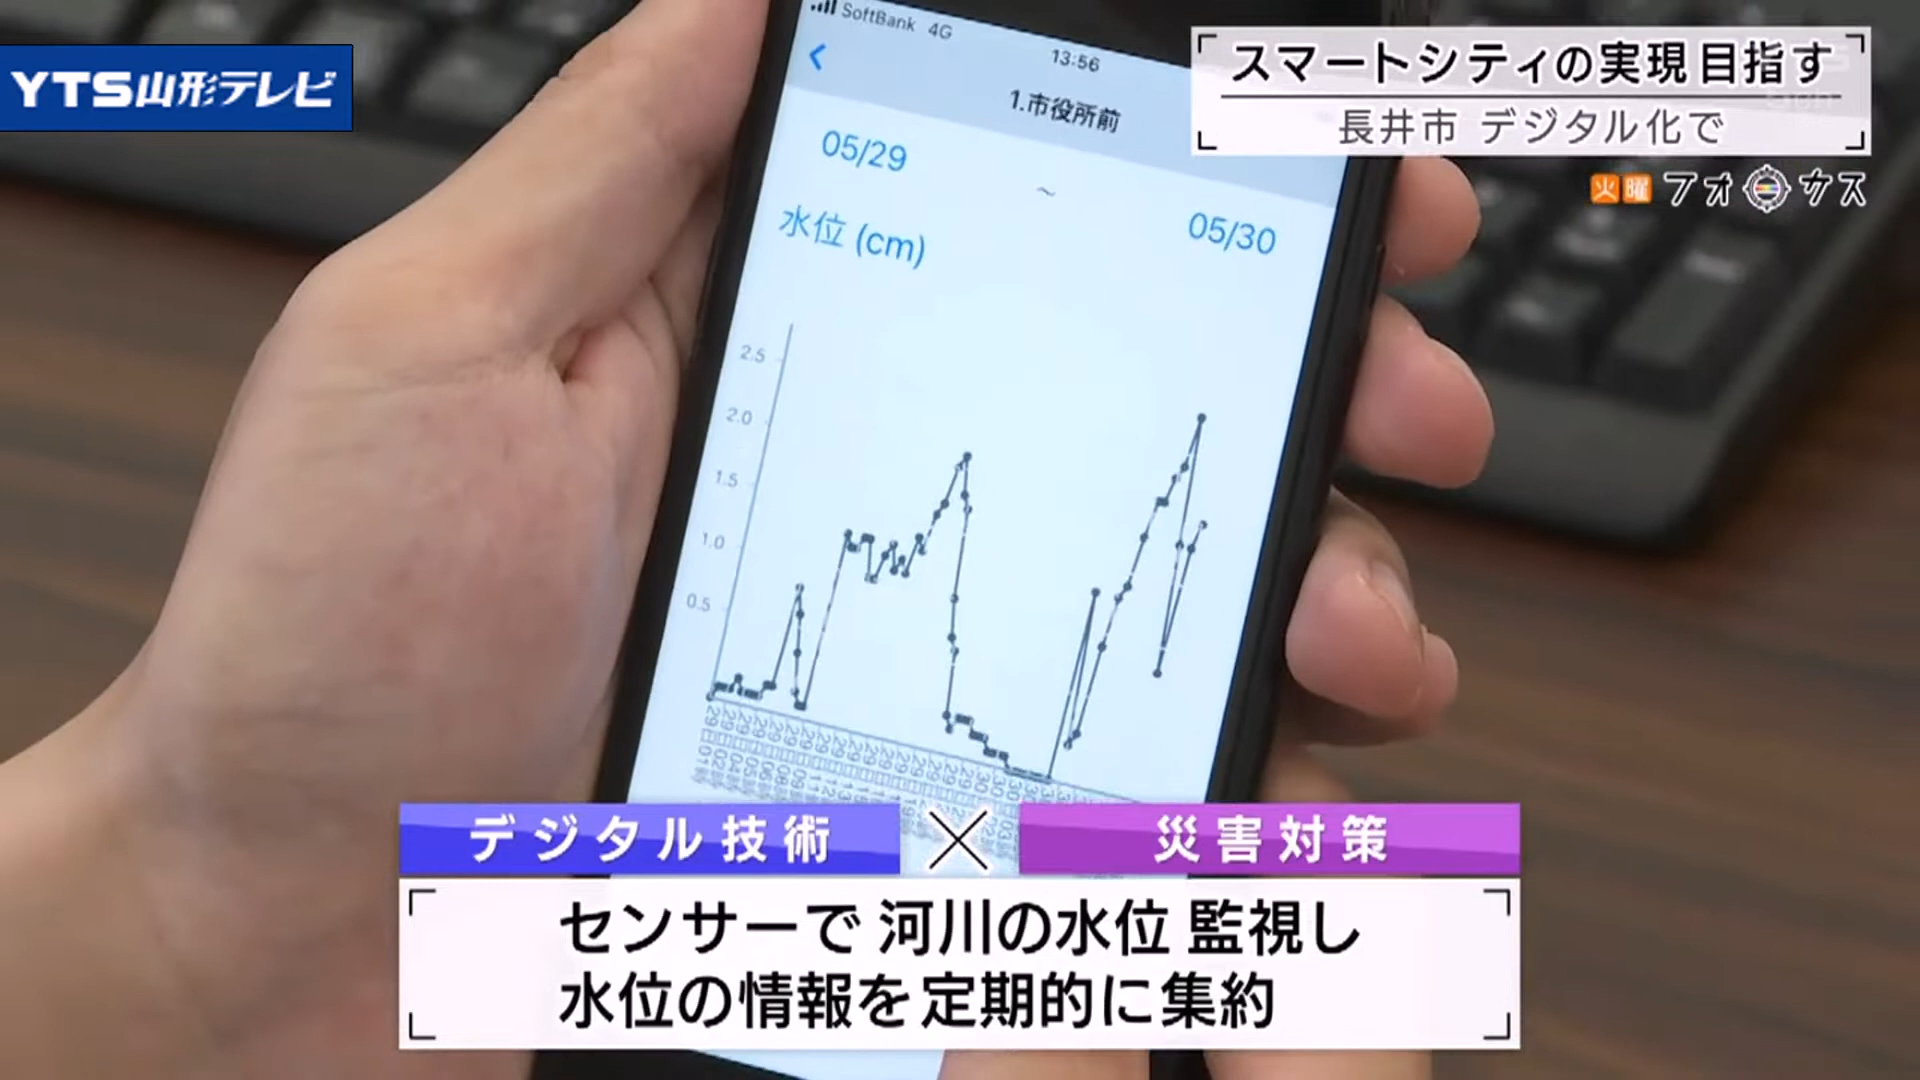 YTS山形テレビ
スマートシティの実現 目指す
長井市 デジタル化で
火曜 フォーカス
SoftBank 4G
13:56
1.市役所前
05/29
~
05/30
水位 (cm)
2.5
2.0
1.5
1.0
0.5
デジタル技術 × 災害対策
センサーで 河川の水位 監視し
水位の情報を定期的に集約